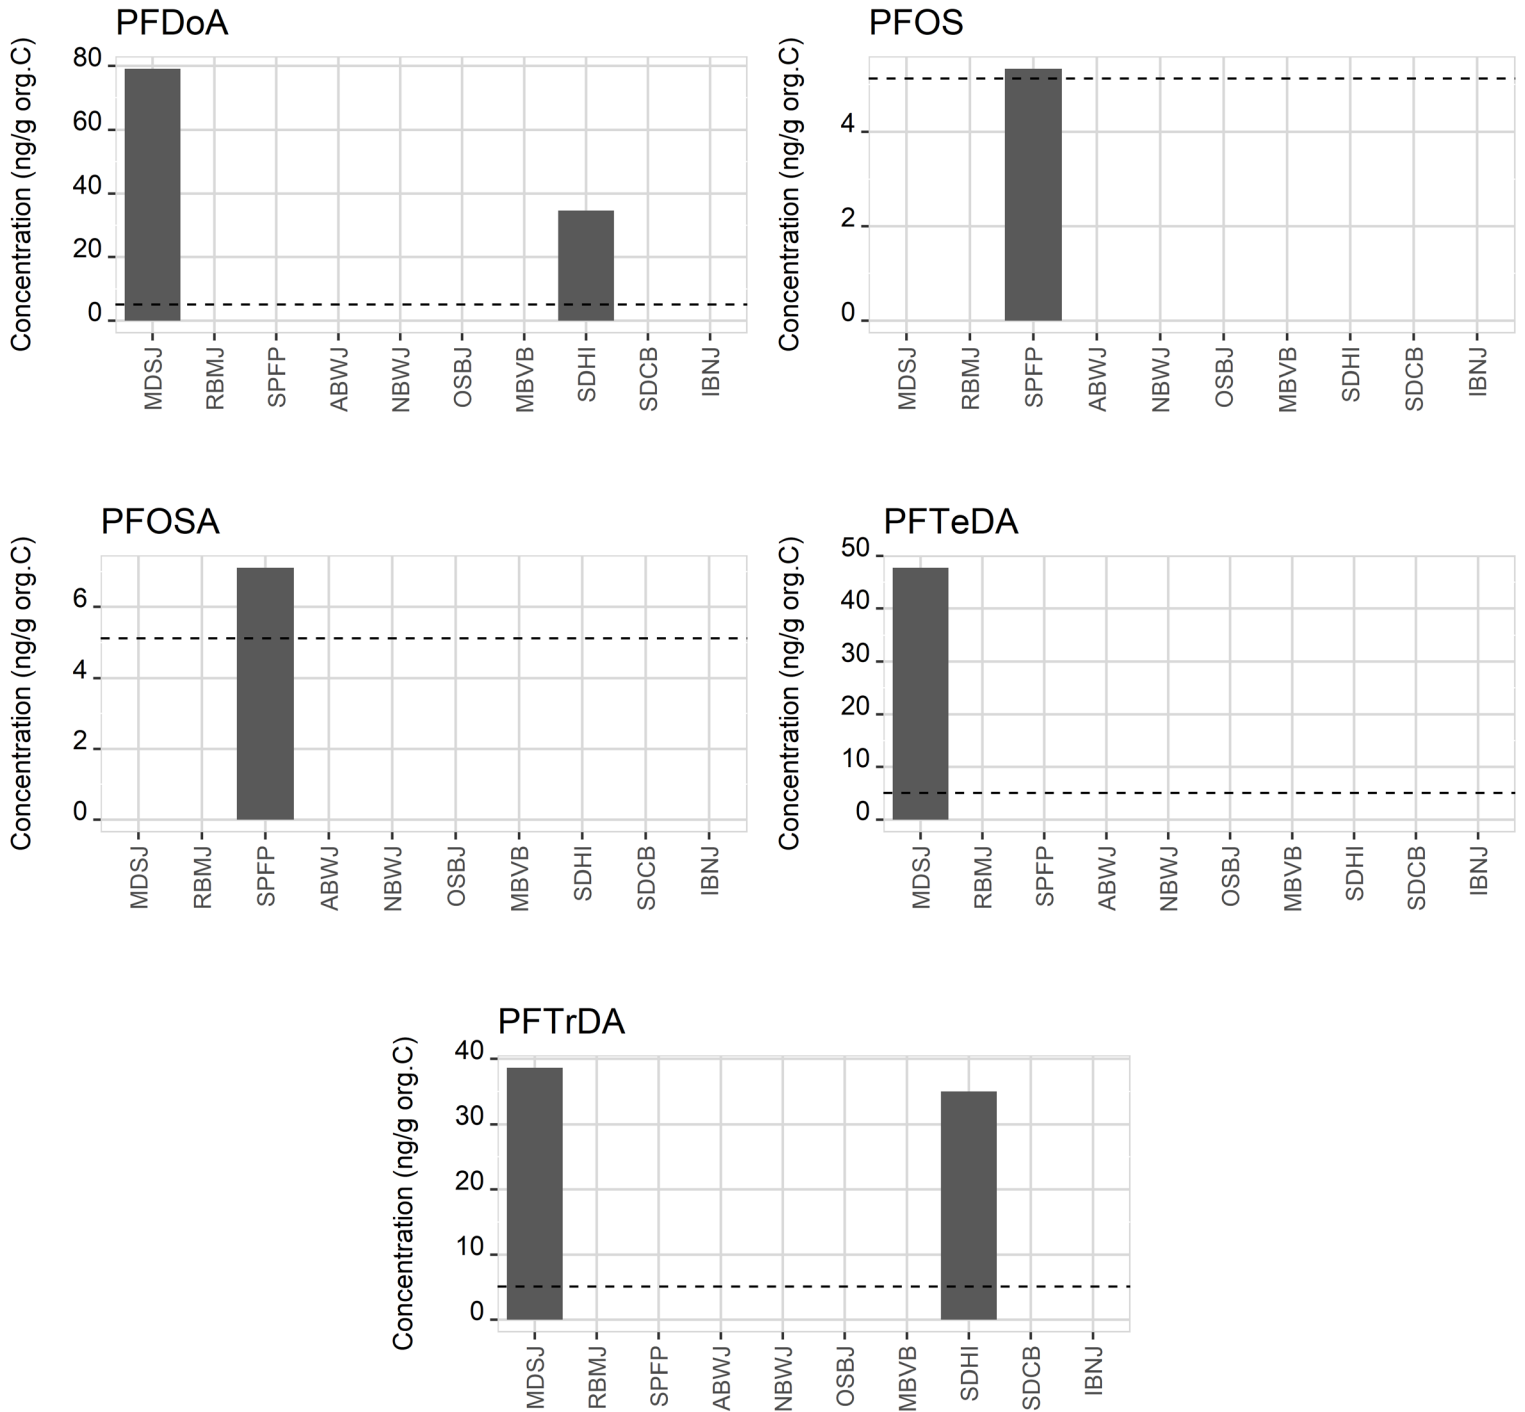 PFDoA
Concentration (ng/g org.C)
80
60
40
20
0
MDSJ RBMJ SPFP ABWJ NBWJ OSBJ MBVB SDHI SDCB IBNJ
PFOS
Concentration (ng/g org.C)
4
2
0
MDSJ RBMJ SPFP ABWJ NBWJ OSBJ MBVB SDHI SDCB IBNJ
PFOSA
Concentration (ng/g org.C)
6
4
2
0
MDSJ RBMJ SPFP ABWJ NBWJ OSBJ MBVB SDHI SDCB IBNJ
PFTeDA
Concentration (ng/g org.C)
50
40
30
20
10
0
MDSJ RBMJ SPFP ABWJ NBWJ OSBJ MBVB SDHI SDCB IBNJ
PFTrDA
Concentration (ng/g org.C)
40
30
20
10
0
MDSJ RBMJ SPFP ABWJ NBWJ OSBJ MBVB SDHI SDCB IBNJ